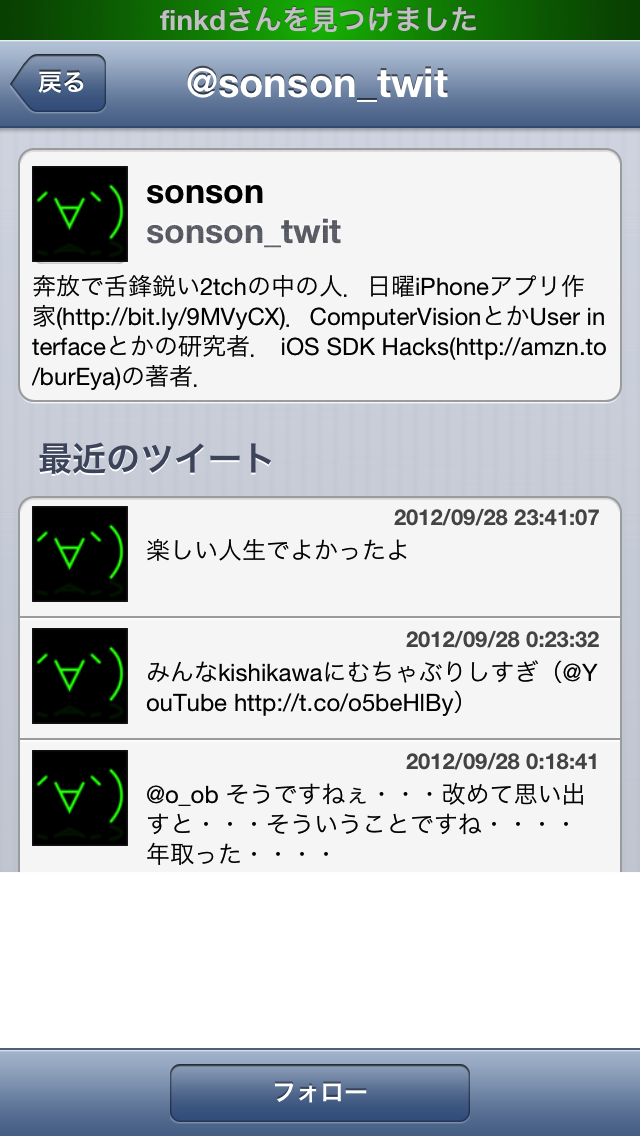 finkdさんを見つけました
戻る
@sonson_twit
sonson
sonson_twit
奔放で舌鋒鋭い2tchの中の人．日曜iPhoneアプリ作
家(http://bit.ly/9MVyCX)．ComputerVisionとかUser in
terfaceとかの研究者． iOS SDK Hacks(http://amzn.to
/burEya)の著者．
最近のツイート
2012/09/28 23:41:07
楽しい人生でよかったよ
2012/09/28 0:23:32
みんなkishikawaにむちゃぶりしすぎ（@Y
ouTube http://t.co/o5beHlBy）
2012/09/28 0:18:41
@o_ob そうですねぇ・・・改めて思い出
すと・・・そういうことですね・・・・
年取った・・・・
フォロー